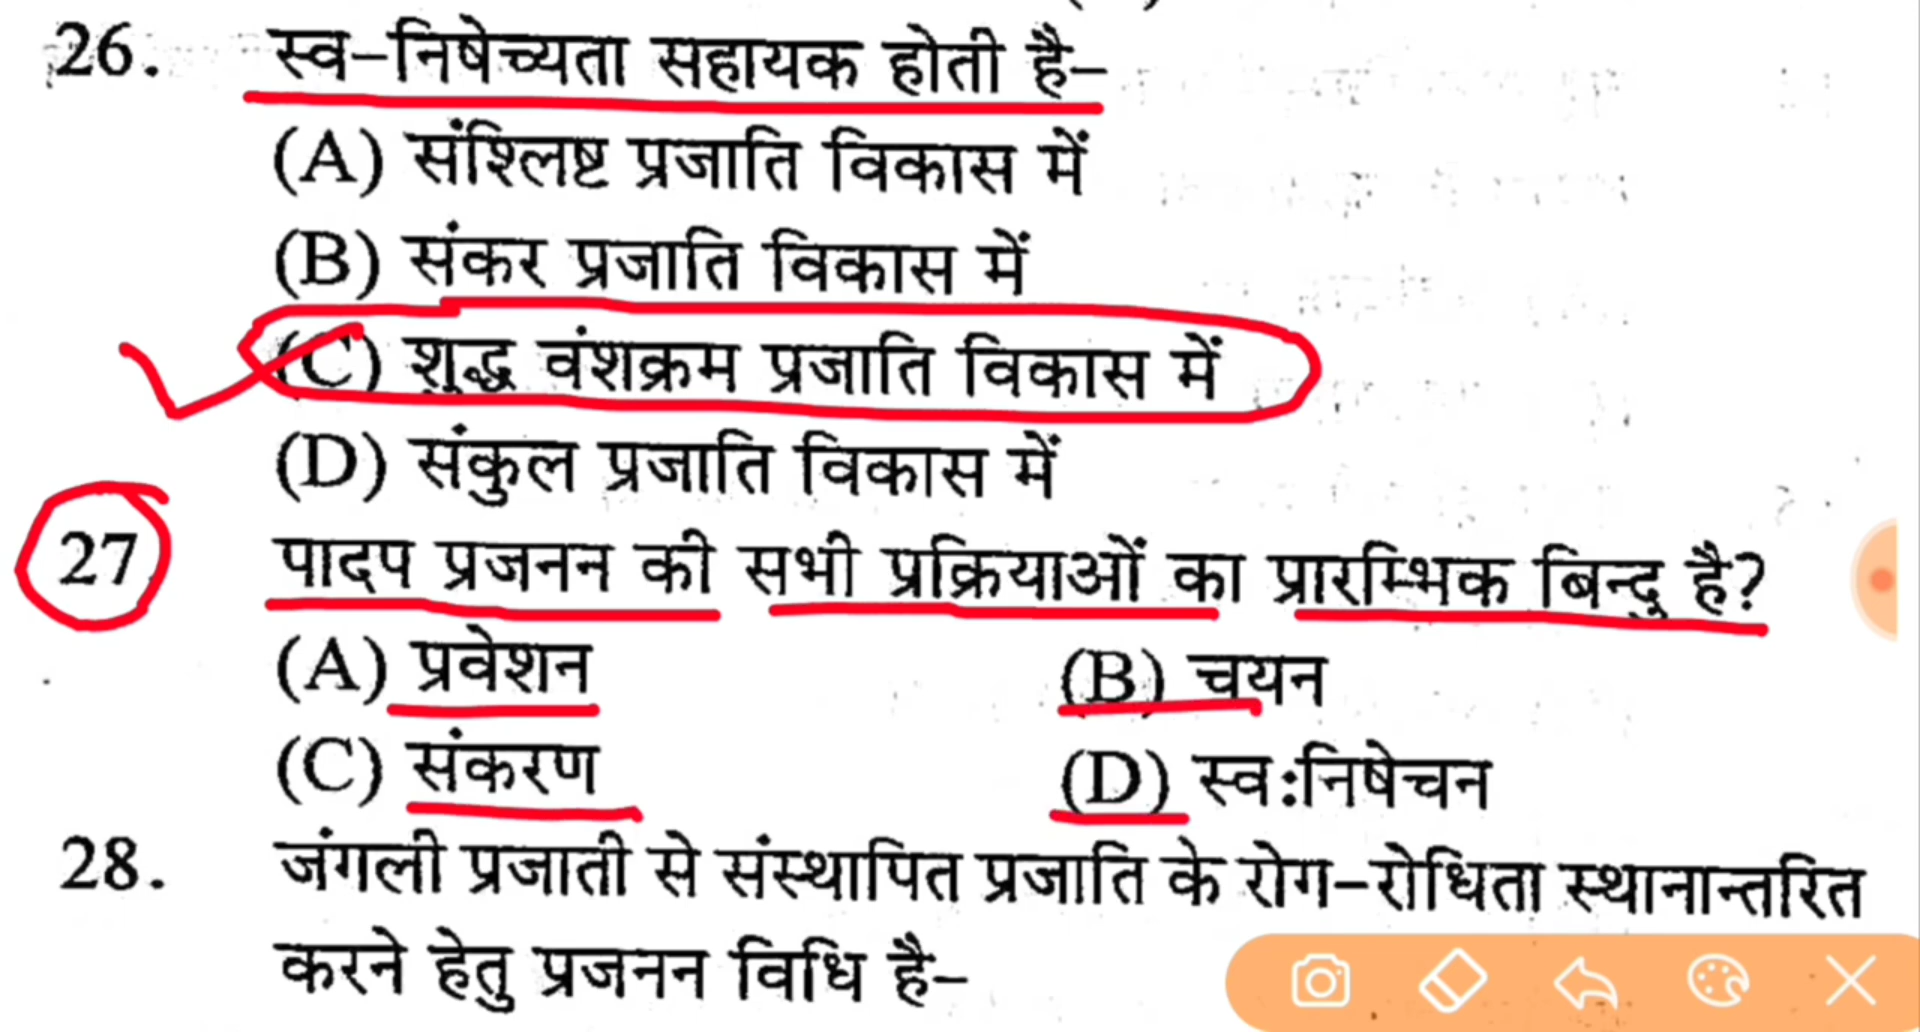 26. स्व-निषेच्यता सहायक होती है-
(A) संश्लिष्ट प्रजाति विकास में
(B) संकर प्रजाति विकास में
(C) शुद्ध वंशक्रम प्रजाति विकास में
(D) संकुल प्रजाति विकास में
27. पादप प्रजनन की सभी प्रक्रियाओं का प्रारम्भिक बिन्दु है?
(A) प्रवेशन (B) चयन
(C) संकरण (D) स्व:निषेचन
28. जंगली प्रजाती से संस्थापित प्रजाति के रोग-रोधिता स्थानान्तरित
करने हेतु प्रजनन विधि है-